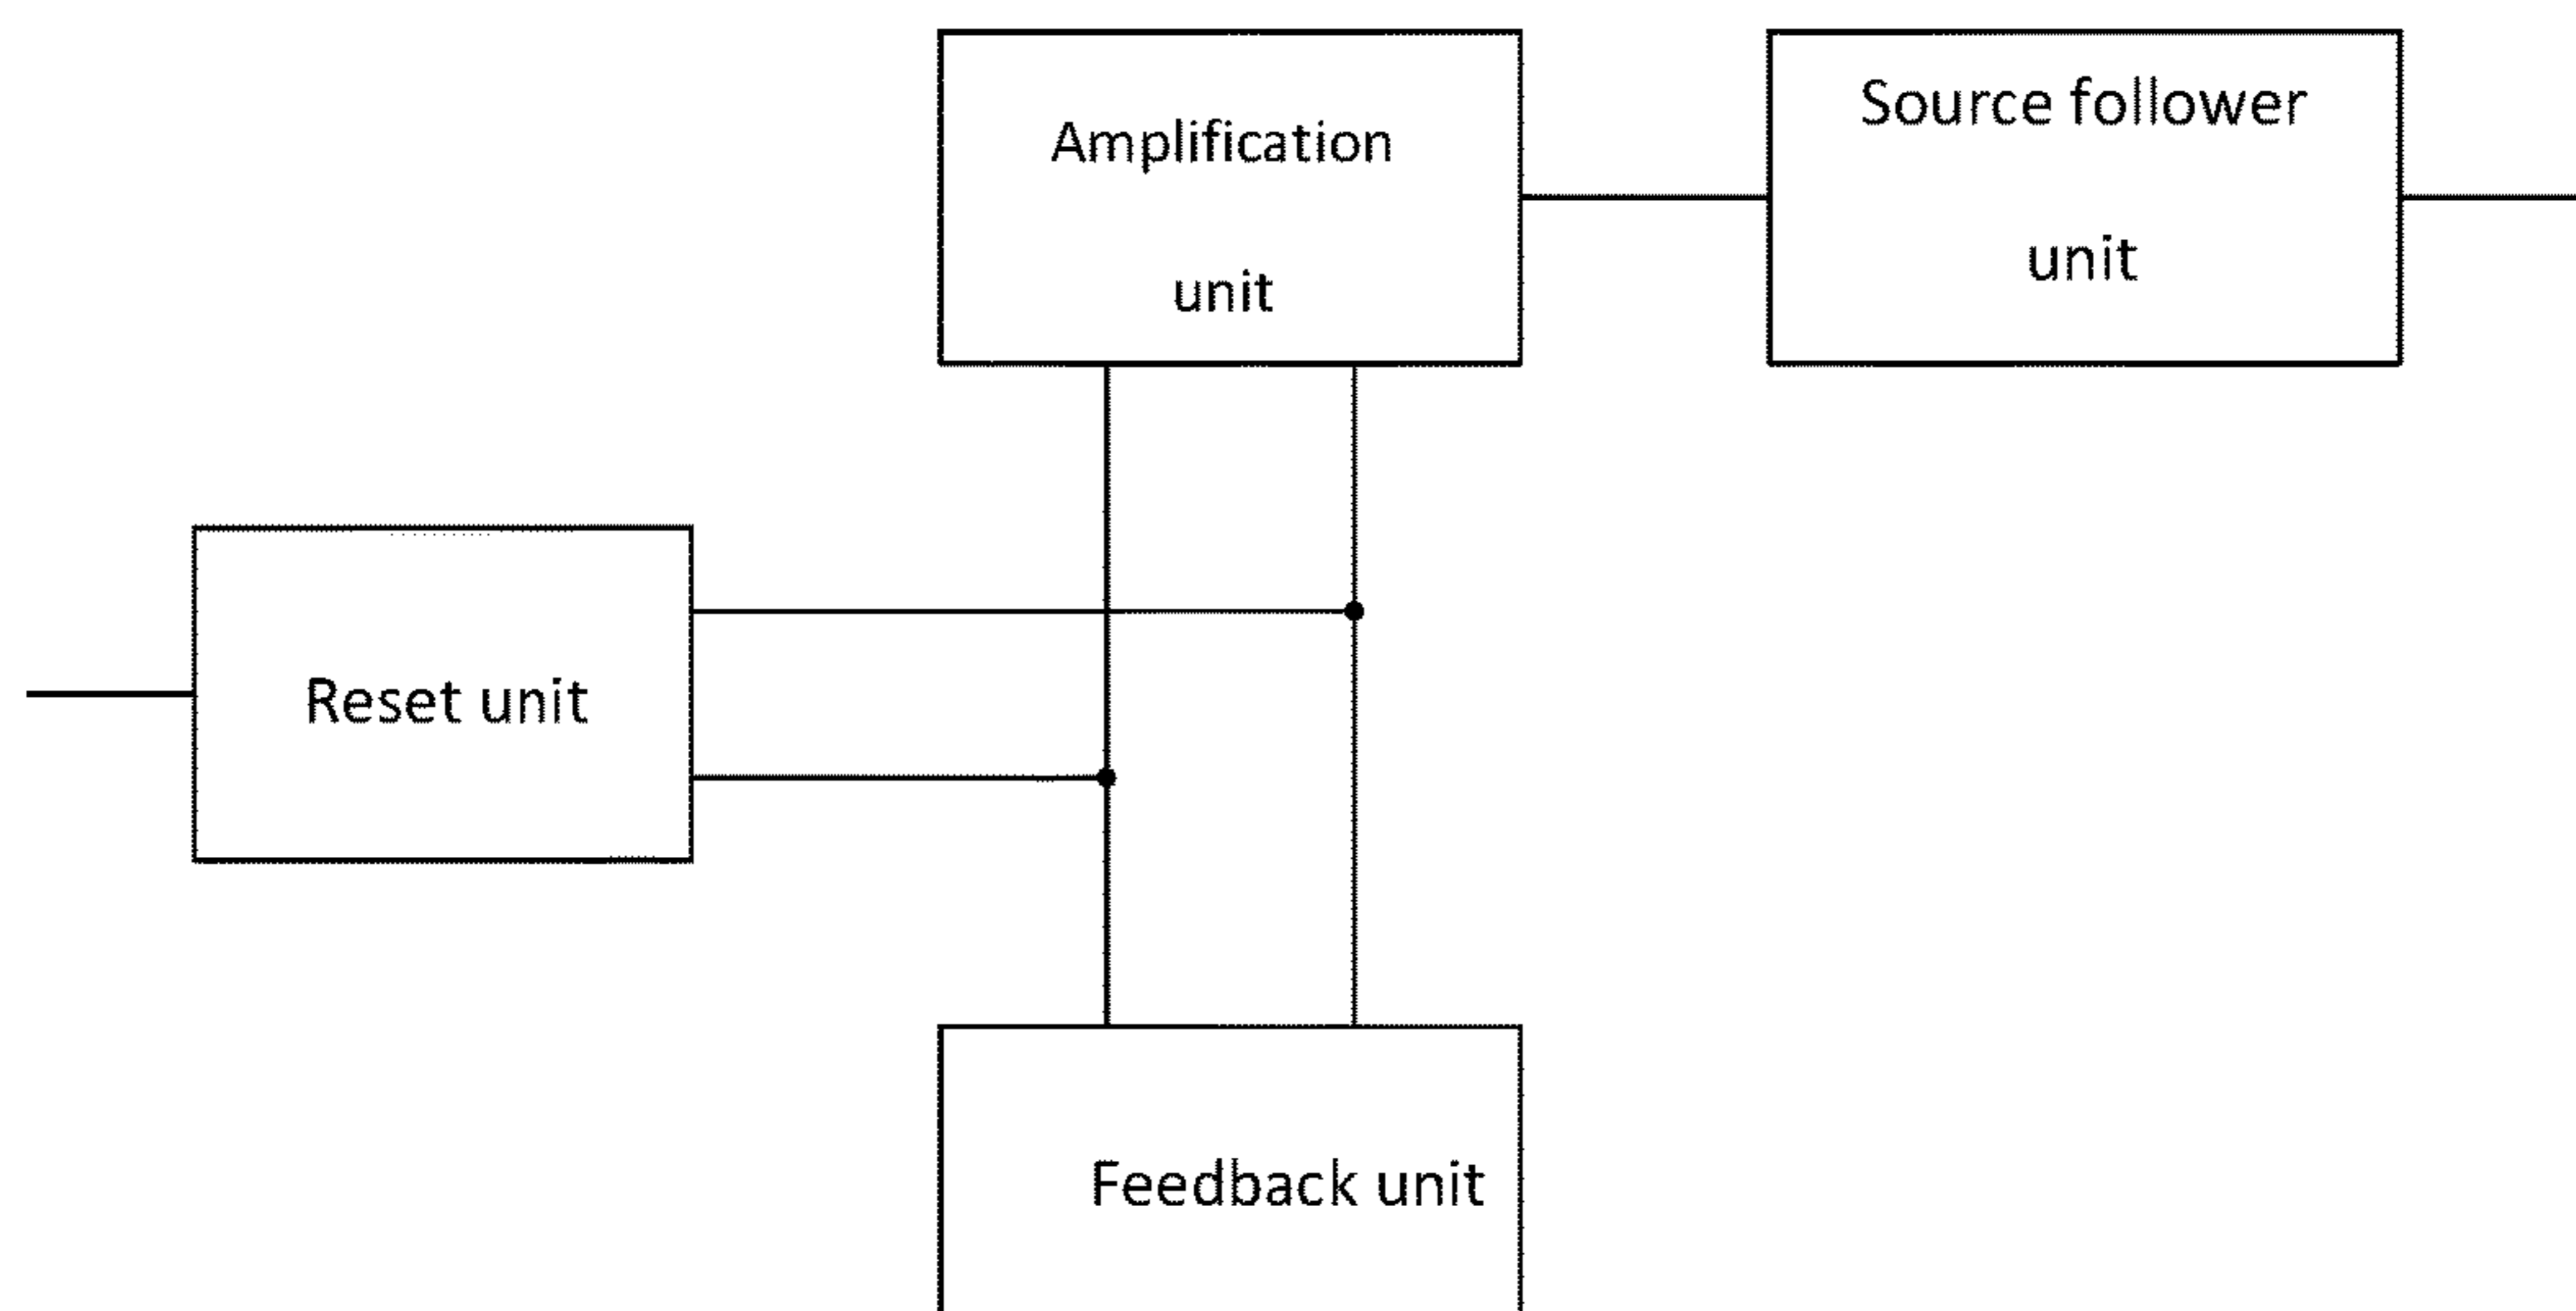 Amplification
unit
Source follower
unit
Reset unit
Feedback unit